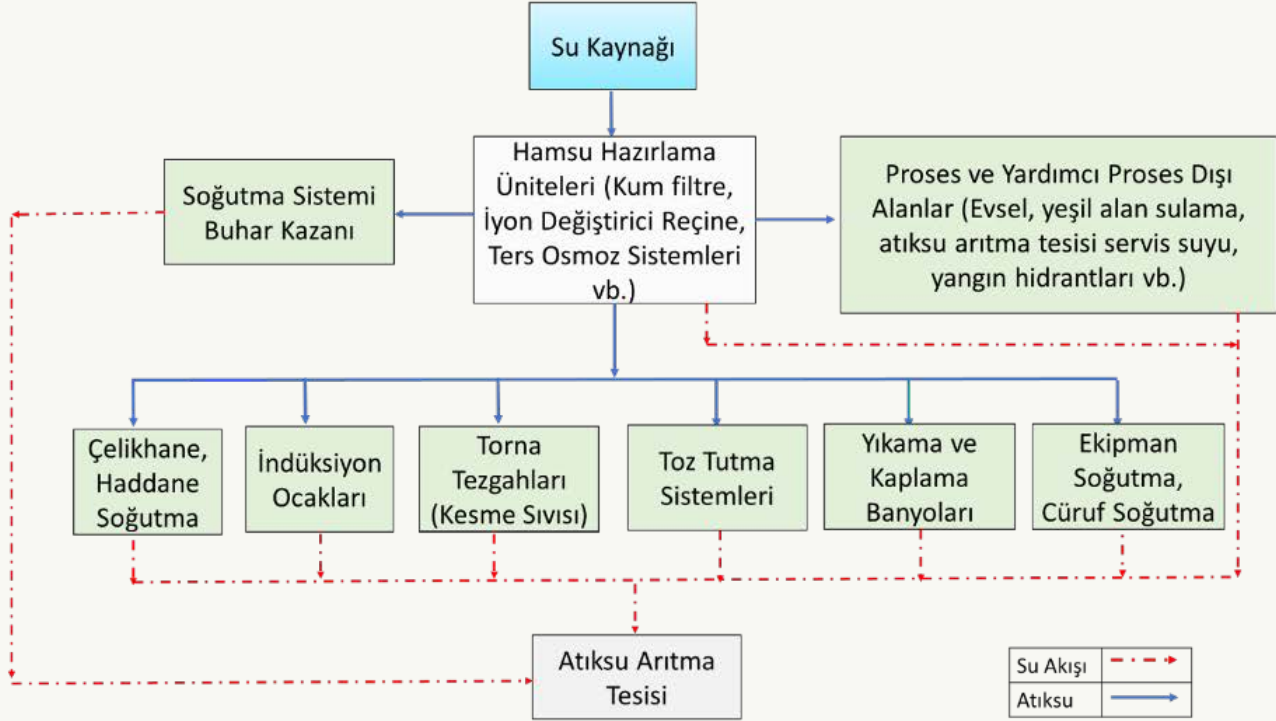 Su Kaynağı
Hamsu Hazırlama
Üniteleri (Kum filtre,
İyon Değiştirici Reçine,
Ters Osmoz Sistemleri
vb.)
Soğutma Sistemi
Buhar Kazanı
Proses ve Yardımcı Proses Dışı
Alanlar (Evsel, yeşil alan sulama,
atıksu arıtma tesisi servis suyu,
yangın hidrantları vb.)
Çelikhane,
Haddane
Soğutma
İndüksiyon
Ocakları
Torna
Tezgahları
(Kesme Sıvısı)
Toz Tutma
Sistemleri
Yıkama ve
Kaplama
Banyoları
Ekipman
Soğutma,
Cüruf Soğutma
Atıksu Arıtma
Tesisi
Su Akışı
Atıksu